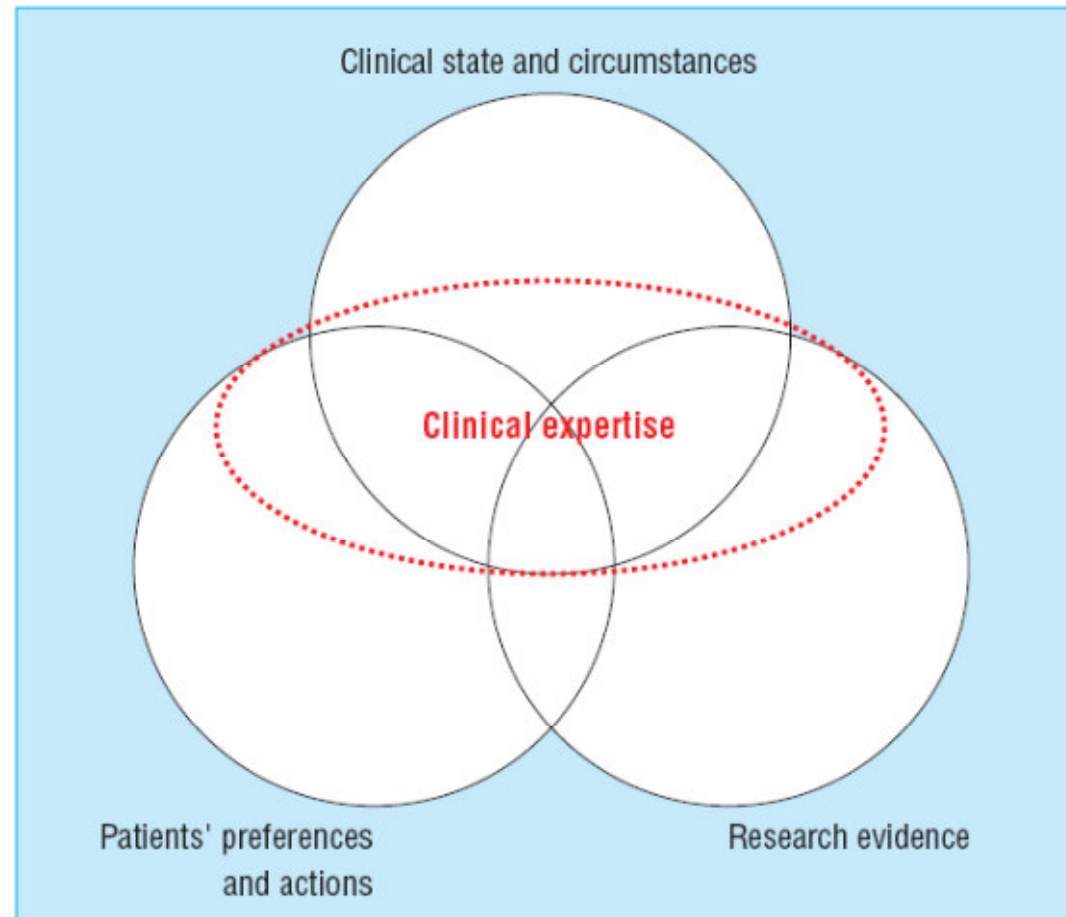 Clinical state and circumstances
Clinical expertise
Patients' preferences
and actions
Research evidence